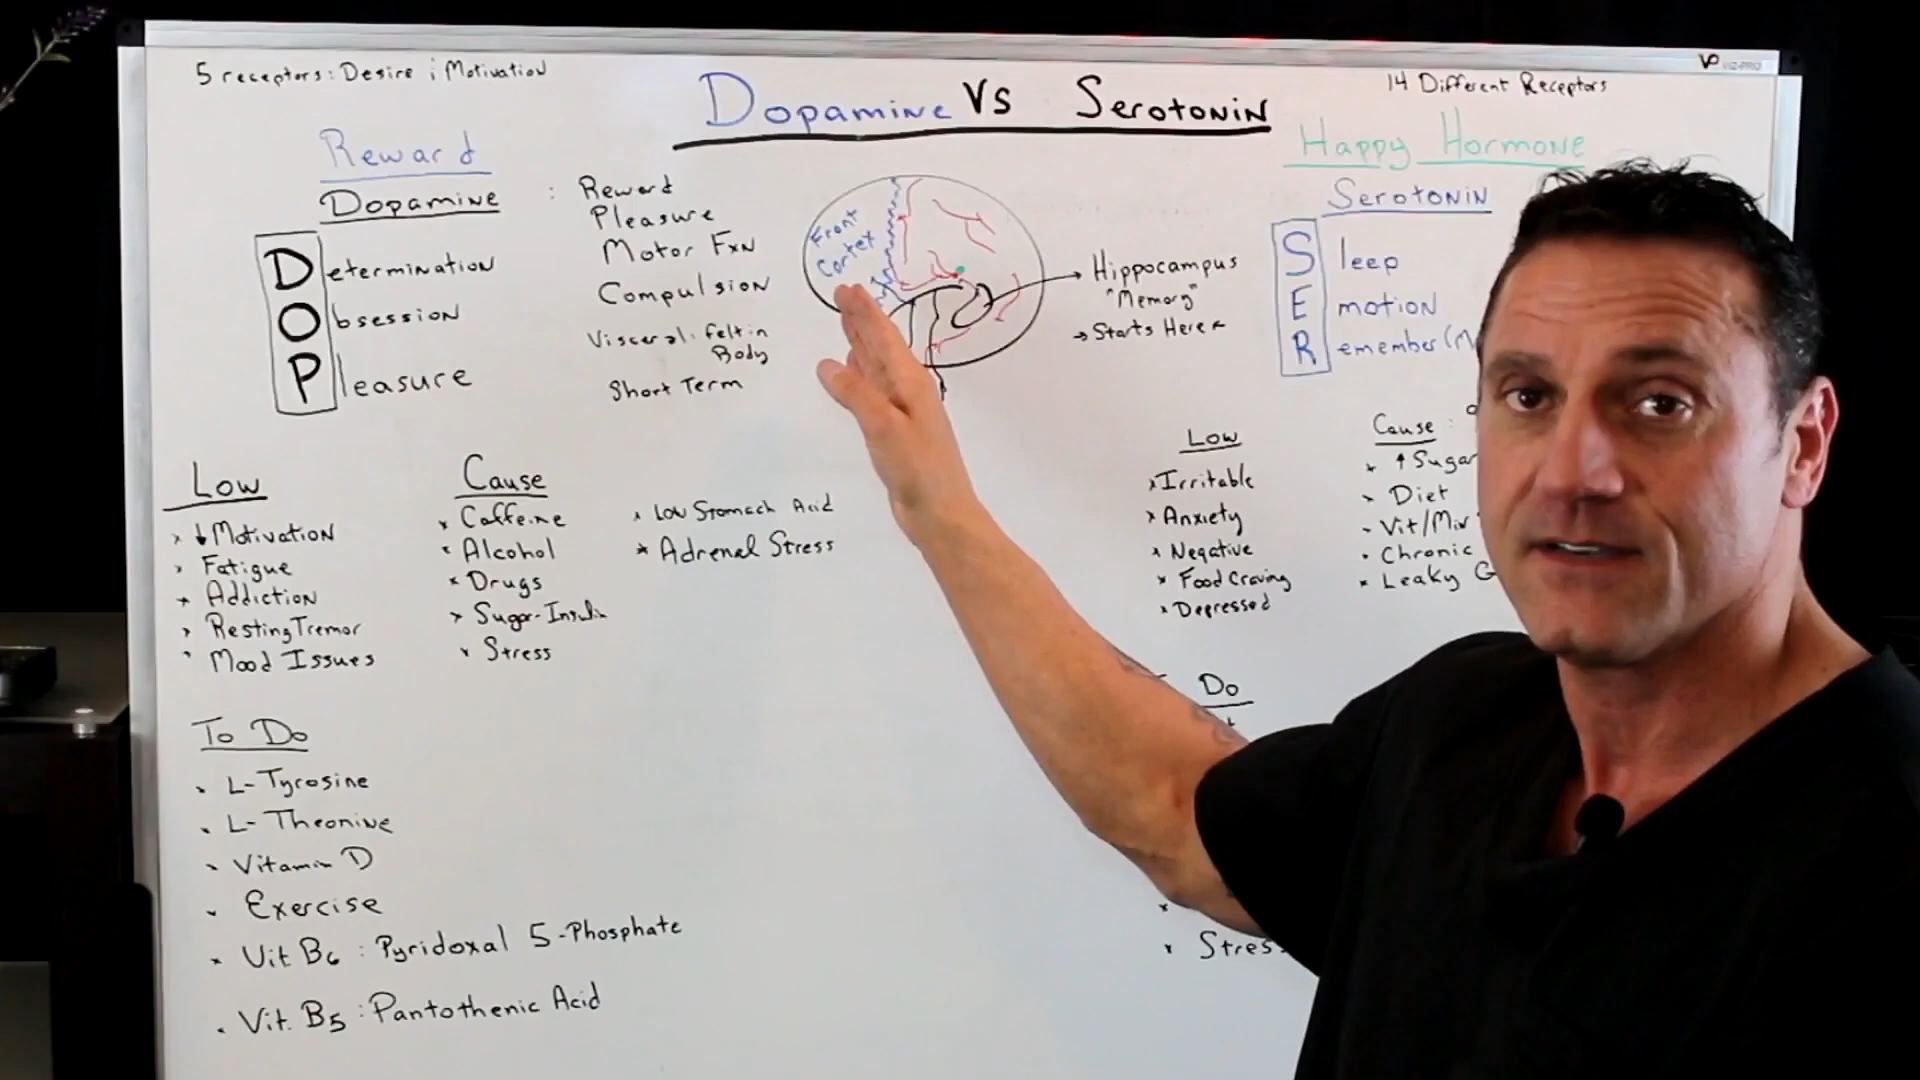 VIZ-PRO
5 receptors: Desire ; Motivation
Dopamine VS Serotonin
14 Different Receptors
Reward
Dopamine
Determination
Obsession
Pleasure
: Reward
Pleasure
Motor Fxn
Compulsion
Visceral: felt in
Body
Short Term
Front
Cortex
Hippocampus
"Memory"
→ Starts Here
Happy Hormone
Serotonin
Sleep
Emotion
Remember (M
Low
↓ Motivation
Fatigue
Addiction
Resting Tremor
Mood Issues
Cause
Caffeine
Alcohol
Drugs
Sugar-Insulin
Stress
Low Stomach Acid
Adrenal Stress
Low
Irritable
Anxiety
Negative
Food Craving
Depressed
Cause :
↑ Sugar
Diet
Vit/Min
Chronic
Leaky G
To Do
L-Tyrosine
L-Theonine
Vitamin D
Exercise
Vit B6 : Pyridoxal 5-Phosphate
Vit. B5 : Pantothenic Acid
Do
Stres